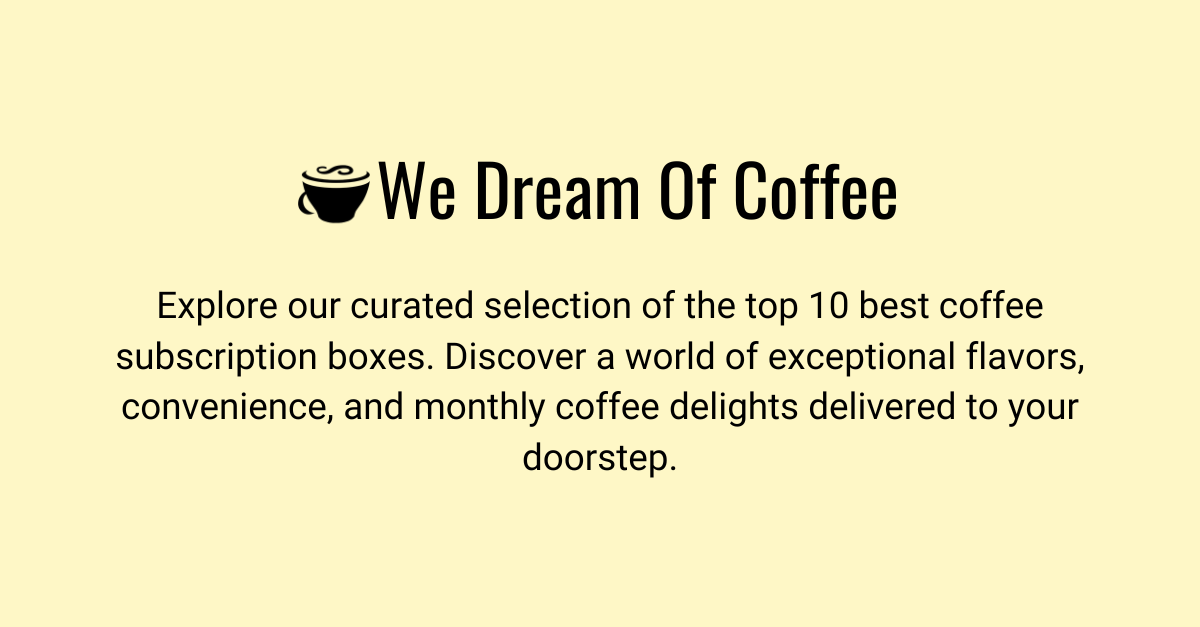 We Dream Of Coffee
Explore our curated selection of the top 10 best coffee
subscription boxes. Discover a world of exceptional flavors,
convenience, and monthly coffee delights delivered to your
doorstep.